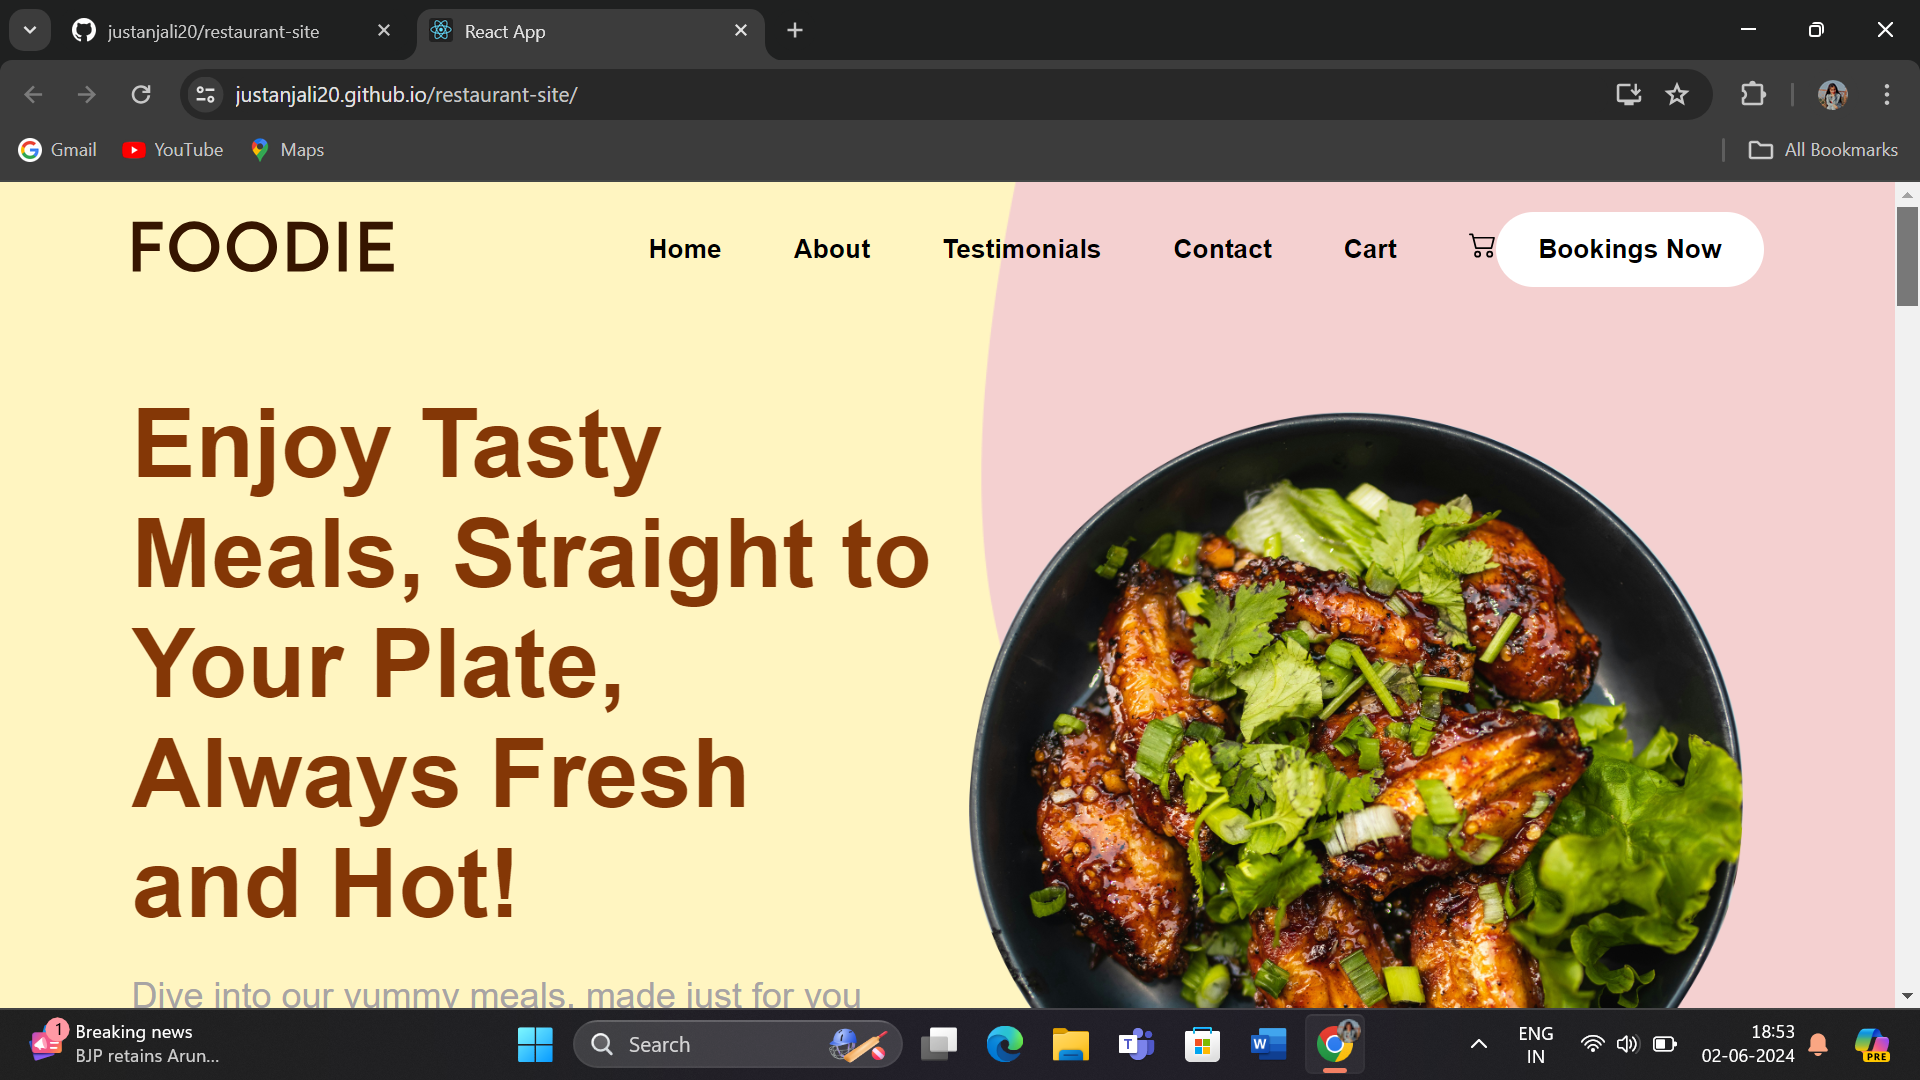 justanjali20/restaurant-site
React App
justanjali20.github.io/restaurant-site/
Gmail
YouTube
Maps
All Bookmarks
FOODIE
Home
About
Testimonials
Contact
Cart
Bookings Now
Enjoy Tasty
Meals, Straight to
Your Plate,
Always Fresh
and Hot!
Dive into our yummy meals, made just for you
1
Breaking news
BJP retains Arun...
Search
ENG
IN
18:53
02-06-2024
PRE